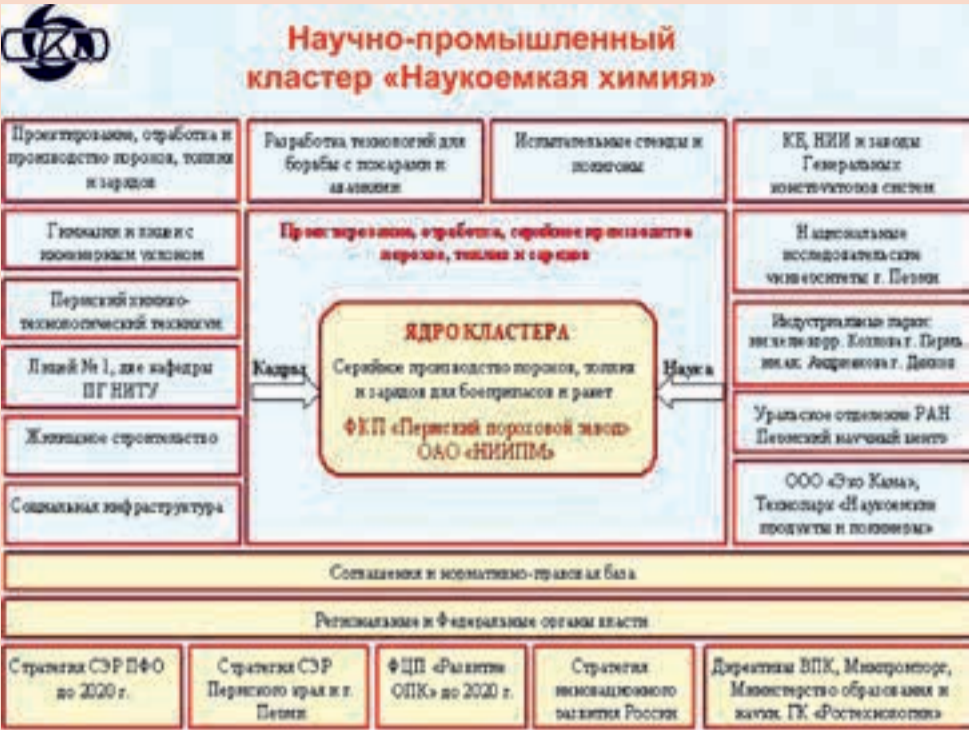 Научно-промышленный
кластер «Наукоемкая химия»
Проектирование, отработка и
производство порохов, топлив
и зарядов
Разработка технологий для
борьбы с пожарами и
авариями
Испытательные стенды и
полигоны
КБ, НИИ и заводы
Генеральных
конструкторов систем
Гимназии и лицеи с
инженерным уклоном
Проектирование, отработка, серийное производство
порохов, топлив и зарядов
Национальные
исследовательские
университеты г. Перми
Пермский химико-
технологический техникум
ЯДРО КЛАСТЕРА
Серийное производство порохов, топлив
и зарядов для боеприпасов и ракет
ФКП «Пермский пороховой завод»
ОАО «НИИПМ»
Индустриальные парки:
Козлова г. Пермь
им. ак.
Лицей № 1, две кафедры
ПГ НИТУ
Кадры
Наука
Уральское отделение РАН
Пермский научный центр
Жилищное строительство
Социальная инфраструктура
ООО «Эхо Кама»,
Технопарк «Наукоемкие
продукты и полимеры»
Соглашения и нормативно-правовая база
Региональные и Федеральные органы власти
Стратегия СЭР ПФО
до 2020 г.
Стратегия СЭР
Пермского края и г.
Перми
ФЦП «Развитие
ОПК» до 2020 г.
Стратегия
инновационного
развития России
Директивы ВПК, Минпромторг,
Министерство образования и
науки, ГК «Ростехнологии»